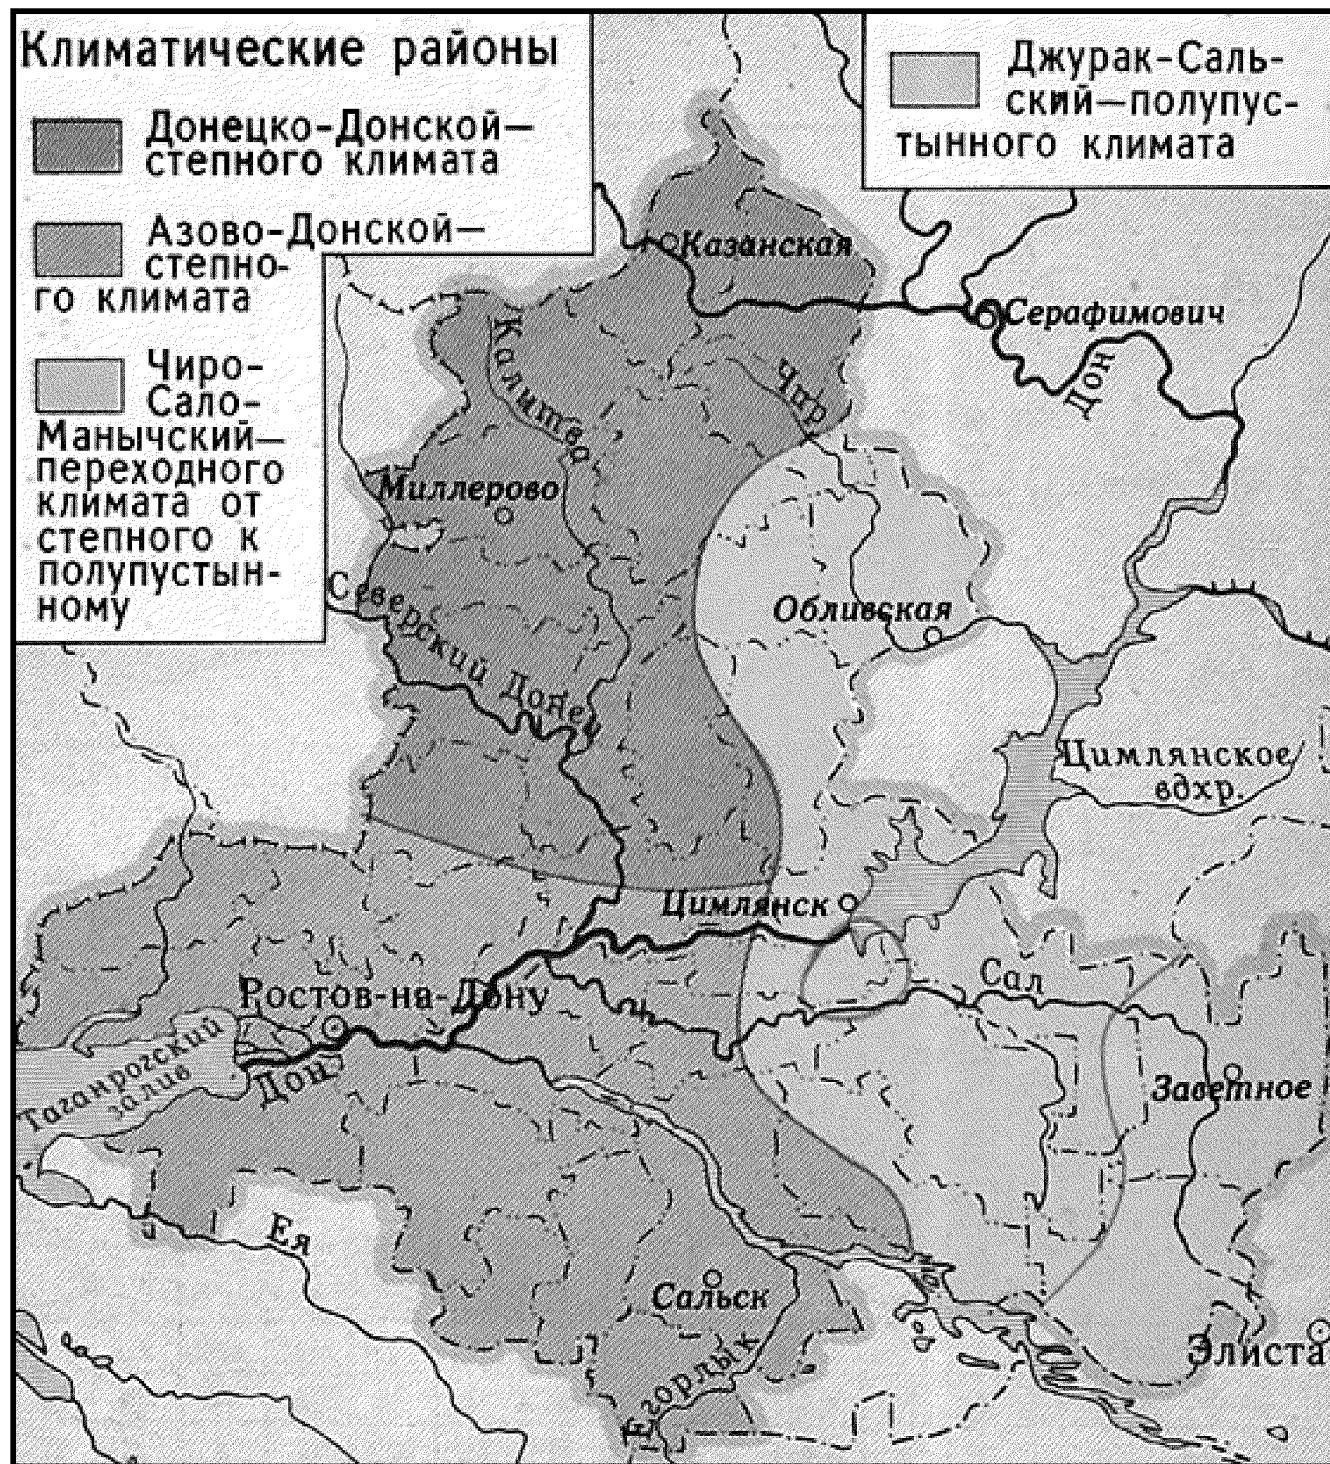 Климатические районы
Донецко-Донской—
степного климата
Азово-Донской—
степно-
го климата
Чиро-
Сало-
Манычский—
переходного
климата от
степного к
полупустын-
ному
Джурак-Саль-
ский—полупус-
тынного климата
Казанская
Серафимович
Дон
Калитва
Чир
Миллерово
Северский Донец
Обливская
Цимлянское
вдхр.
Цимлянск
Сал
Ростов-на-Дону
Таганрогский
залив
Дон
Заветное
Ея
Сальск
Егорлык
Элиста